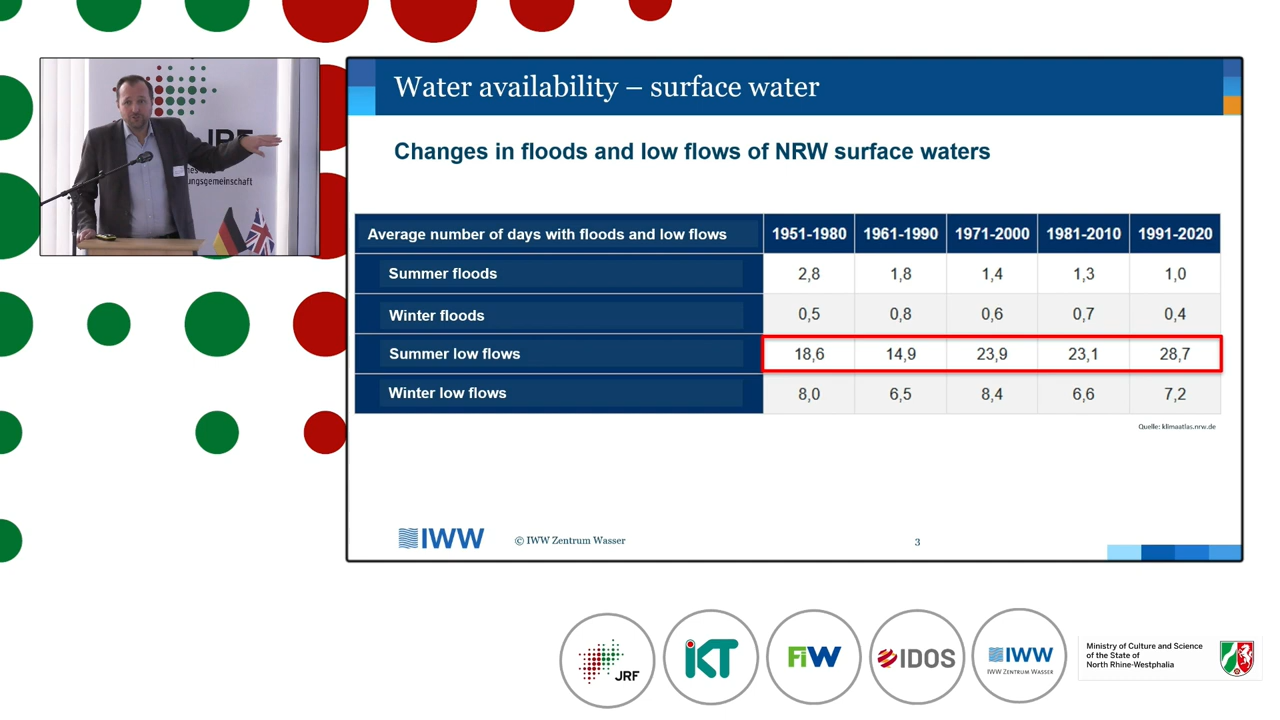 JRF
ungsgemeinschaft
Water availability – surface water
Changes in floods and low flows of NRW surface waters
Average number of days with floods and low flows 1951-1980 1961-1990 1971-2000 1981-2010 1991-2020
Summer floods 2,8 1,8 1,4 1,3 1,0
Winter floods 0,5 0,8 0,6 0,7 0,4
Summer low flows 18,6 14,9 23,9 23,1 28,7
Winter low flows 8,0 6,5 8,4 6,6 7,2
Quelle: klimaatlas.nrw.de
IWW © IWW Zentrum Wasser 3
JRF
iKT
FiW
IDOS
IWW
IWW ZENTRUM WASSER
Ministry of Culture and Science
of the State of
North Rhine-Westphalia